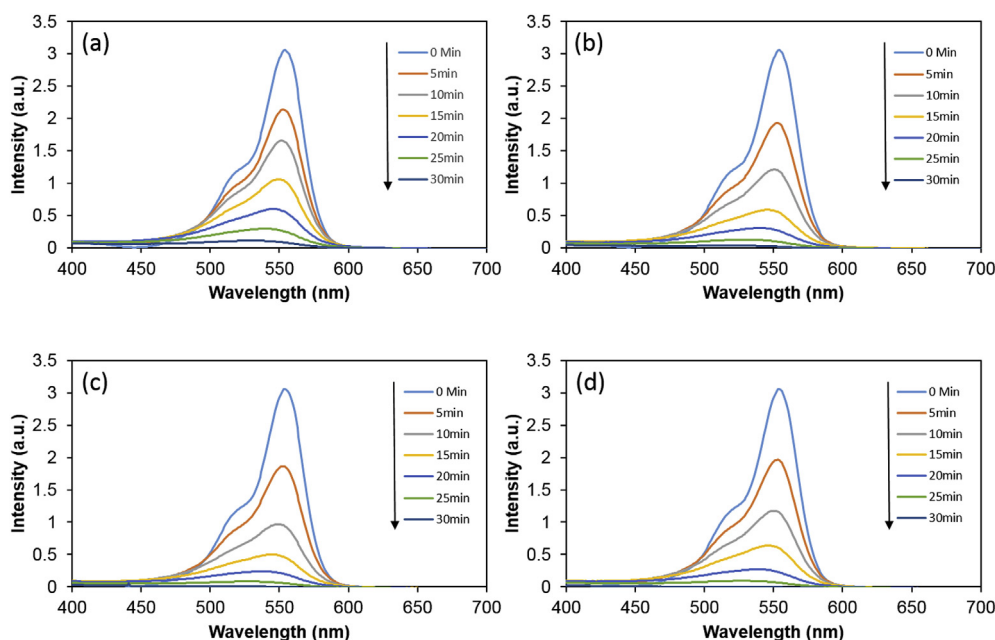 (a)
Intensity (a.u.)
3.5
3
2.5
2
1.5
1
0.5
0
400 450 500 550 600 650 700
Wavelength (nm)
0 Min
5min
10min
15min
20min
25min
30min
(b)
Intensity (a.u.)
3.5
3
2.5
2
1.5
1
0.5
0
400 450 500 550 600 650 700
Wavelength (nm)
0 Min
5min
10min
15min
20min
25min
30min
(c)
Intensity (a.u.)
3.5
3
2.5
2
1.5
1
0.5
0
400 450 500 550 600 650 700
Wavelength (nm)
0 Min
5min
10min
15min
20min
25min
30min
(d)
Intensity (a.u.)
3.5
3
2.5
2
1.5
1
0.5
0
400 450 500 550 600 650 700
Wavelength (nm)
0 Min
5min
10min
15min
20min
25min
30min